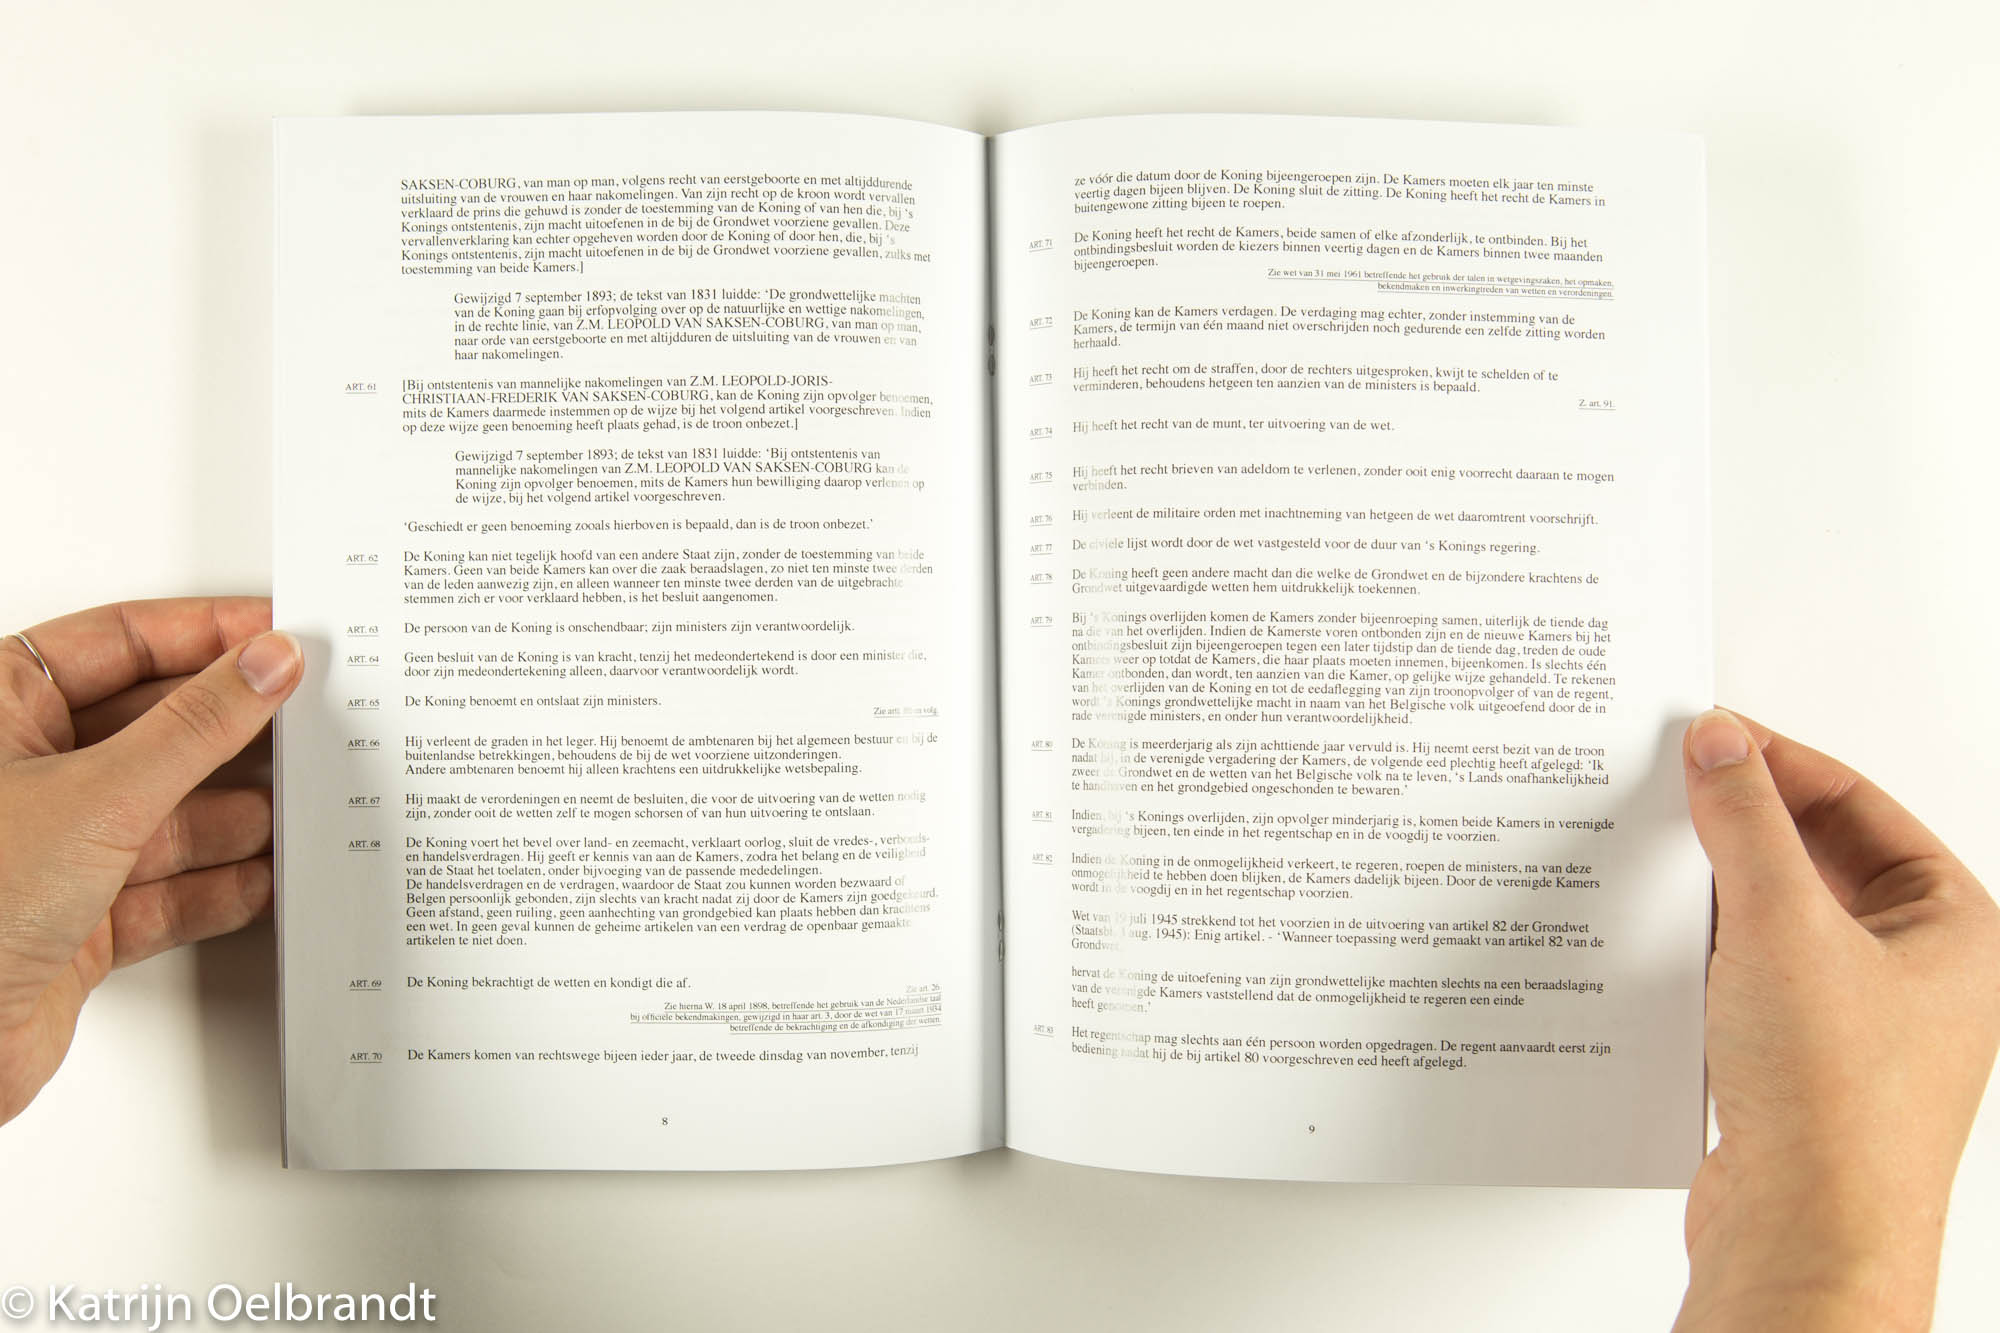 SAKSEN-COBURG, van man op man, volgens recht van eerstgeboorte en met altijddurende
uitsluiting van de vrouwen en haar nakomelingen. Van zijn recht op de kroon wordt vervallen
verklaard de prins die gehuwd is zonder de toestemming van de Koning of van hen die, bij 's
Konings ontstentenis, zijn macht uitoefenen in de bij de Grondwet voorziene gevallen. Deze
vervallenverklaring kan echter opgeheven worden door de Koning of door hen, die, bij 's
Konings ontstentenis, zijn macht uitoefenen in de bij de Grondwet voorziene gevallen, zulks met
toestemming van beide Kamers.]
Gewijzigd 7 september 1893; de tekst van 1831 luidde: 'De grondwettelijke machten
van de Koning gaan bij erfopvolging over op de natuurlijke en wettige nakomelingen,
in de rechte linie, van Z.M. LEOPOLD VAN SAKSEN-COBURG, van man op man,
naar orde van eerstgeboorte en met altijdduren de uitsluiting van de vrouwen en van
haar nakomelingen.
ART. 61 [Bij ontstentenis van mannelijke nakomelingen van Z.M. LEOPOLD-JORIS-
CHRISTIAAN-FREDERIK VAN SAKSEN-COBURG, kan de Koning zijn opvolger benoemen,
mits de Kamers daarmede instemmen op de wijze bij het volgend artikel voorgeschreven. Indien
op deze wijze geen benoeming heeft plaats gehad, is de troon onbezet.]
Gewijzigd 7 september 1893; de tekst van 1831 luidde: 'Bij ontstentenis van
mannelijke nakomelingen van Z.M. LEOPOLD VAN SAKSEN-COBURG kan de
Koning zijn opvolger benoemen, mits de Kamers hun bewilliging daarop verlenen op
de wijze, bij het volgend artikel voorgeschreven.
'Geschiedt er geen benoeming zooals hierboven is bepaald, dan is de troon onbezet.'
ART. 62 De Koning kan niet tegelijk hoofd van een andere Staat zijn, zonder de toestemming van beide
Kamers. Geen van beide Kamers kan over die zaak beraadslagen, zo niet ten minste twee derden
van de leden aanwezig zijn, en alleen wanneer ten minste twee derden van de uitgebrachte
stemmen zich er voor verklaard hebben, is het besluit aangenomen.
ART. 63 De persoon van de Koning is onschendbaar; zijn ministers zijn verantwoordelijk.
ART. 64 Geen besluit van de Koning is van kracht, tenzij het medeondertekend is door een minister die,
door zijn medeondertekening alleen, daarvoor verantwoordelijk wordt.
ART. 65 De Koning benoemt en ontslaat zijn ministers.
Zie artt. en volg.
ART. 66 Hij verleent de graden in het leger. Hij benoemt de ambtenaren bij het algemeen bestuur en bij de
buitenlandse betrekkingen, behoudens de bij de wet voorziene uitzonderingen.
Andere ambtenaren benoemt hij alleen krachtens een uitdrukkelijke wetsbepaling.
ART. 67 Hij maakt de verordeningen en neemt de besluiten, die voor de uitvoering van de wetten nodig
zijn, zonder ooit de wetten zelf te mogen schorsen of van hun uitvoering te ontslaan.
ART. 68 De Koning voert het bevel over land- en zeemacht, verklaart oorlog, sluit de vredes-, verbonds-
en handelsverdragen. Hij geeft er kennis van aan de Kamers, zodra het belang en de veiligheid
van de Staat het toelaten, onder bijvoeging van de passende mededelingen.
De handelsverdragen en de verdragen, waardoor de Staat zou kunnen worden bezwaard of
Belgen persoonlijk gebonden, zijn slechts van kracht nadat zij door de Kamers zijn goedgekeurd.
Geen afstand, geen ruiling, geen aanhechting van grondgebied kan plaats hebben dan krachtens
een wet. In geen geval kunnen de geheime artikelen van een verdrag de openbaar gemaakte
artikelen te niet doen.
ART. 69 De Koning bekrachtigt de wetten en kondigt die af.
Zie art. 26.
Zie hierna W. 18 april 1898, betreffende het gebruik van de Nederlandse taal
bij officiële bekendmakingen, gewijzigd in haar art. 3, door de wet van 17 maart 1934
betreffende de bekrachtiging en de afkondiging der wetten.
ART. 70 De Kamers komen van rechtswege bijeen ieder jaar, de tweede dinsdag van november, tenzij
8
ze vóór die datum door de Koning bijeengeroepen zijn. De Kamers moeten elk jaar ten minste
veertig dagen bijeen blijven. De Koning sluit de zitting. De Koning heeft het recht de Kamers in
buitengewone zitting bijeen te roepen.
ART. 71 De Koning heeft het recht de Kamers, beide samen of elke afzonderlijk, te ontbinden. Bij het
ontbindingsbesluit worden de kiezers binnen veertig dagen en de Kamers binnen twee maanden
bijeengeroepen.
Zie wet van 31 mei 1961 betreffende het gebruik der talen in wetgevingszaken, het opmaken,
bekendmaken en inwerkingtreden van wetten en verordeningen.
ART. 72 De Koning kan de Kamers verdagen. De verdaging mag echter, zonder instemming van de
Kamers, de termijn van één maand niet overschrijden noch gedurende een zelfde zitting worden
herhaald.
ART. 73 Hij heeft het recht om de straffen, door de rechters uitgesproken, kwijt te schelden of te
verminderen, behoudens hetgeen ten aanzien van de ministers is bepaald.
Z. art. 91.
ART. 74 Hij heeft het recht van de munt, ter uitvoering van de wet.
ART. 75 Hij heeft het recht brieven van adeldom te verlenen, zonder ooit enig voorrecht daaraan te mogen
verbinden.
ART. 76 Hij verleent de militaire orden met inachtneming van hetgeen de wet daaromtrent voorschrijft.
ART. 77 De civiele lijst wordt door de wet vastgesteld voor de duur van 's Konings regering.
ART. 78 De Koning heeft geen andere macht dan die welke de Grondwet en de bijzondere krachtens de
Grondwet uitgevaardigde wetten hem uitdrukkelijk toekennen.
ART. 79 Bij 's Konings overlijden komen de Kamers zonder bijeenroeping samen, uiterlijk de tiende dag
na die van het overlijden. Indien de Kamerste voren ontbonden zijn en de nieuwe Kamers bij het
ontbindingsbesluit zijn bijeengeroepen tegen een later tijdstip dan de tiende dag, treden de oude
Kamers weer op totdat de Kamers, die haar plaats moeten innemen, bijeenkomen. Is slechts één
Kamer ontbonden, dan wordt, ten aanzien van die Kamer, op gelijke wijze gehandeld. Te rekenen
van het overlijden van de Koning en tot de eedaflegging van zijn troonopvolger of van de regent,
wordt 's Konings grondwettelijke macht in naam van het Belgische volk uitgeoefend door de in
rade verenigde ministers, en onder hun verantwoordelijkheid.
ART. 80 De Koning is meerderjarig als zijn achttiende jaar vervuld is. Hij neemt eerst bezit van de troon
nadat hij, in de verenigde vergadering der Kamers, de volgende eed plechtig heeft afgelegd: 'Ik
zweer de Grondwet en de wetten van het Belgische volk na te leven, 's Lands onafhankelijkheid
te handhaven en het grondgebied ongeschonden te bewaren.'
ART. 81 Indien, bij 's Konings overlijden, zijn opvolger minderjarig is, komen beide Kamers in verenigde
vergadering bijeen, ten einde in het regentschap en in de voogdij te voorzien.
ART. 82 Indien de Koning in de onmogelijkheid verkeert, te regeren, roepen de ministers, na van deze
onmogelijkheid te hebben doen blijken, de Kamers dadelijk bijeen. Door de verenigde Kamers
wordt in de voogdij en in het regentschap voorzien.
Wet van 19 juli 1945 strekkend tot het voorzien in de uitvoering van artikel 82 der Grondwet
(Staatsbl. aug. 1945): Enig artikel. - 'Wanneer toepassing werd gemaakt van artikel 82 van de
Grondwet,
hervat de Koning de uitoefening van zijn grondwettelijke machten slechts na een beraadslaging
van de verenigde Kamers vaststellend dat de onmogelijkheid te regeren een einde
heeft genomen.'
ART. 83 Het regentschap mag slechts aan één persoon worden opgedragen. De regent aanvaardt eerst zijn
bediening nadat hij de bij artikel 80 voorgeschreven eed heeft afgelegd.
9
© Katrijn Oelbrandt